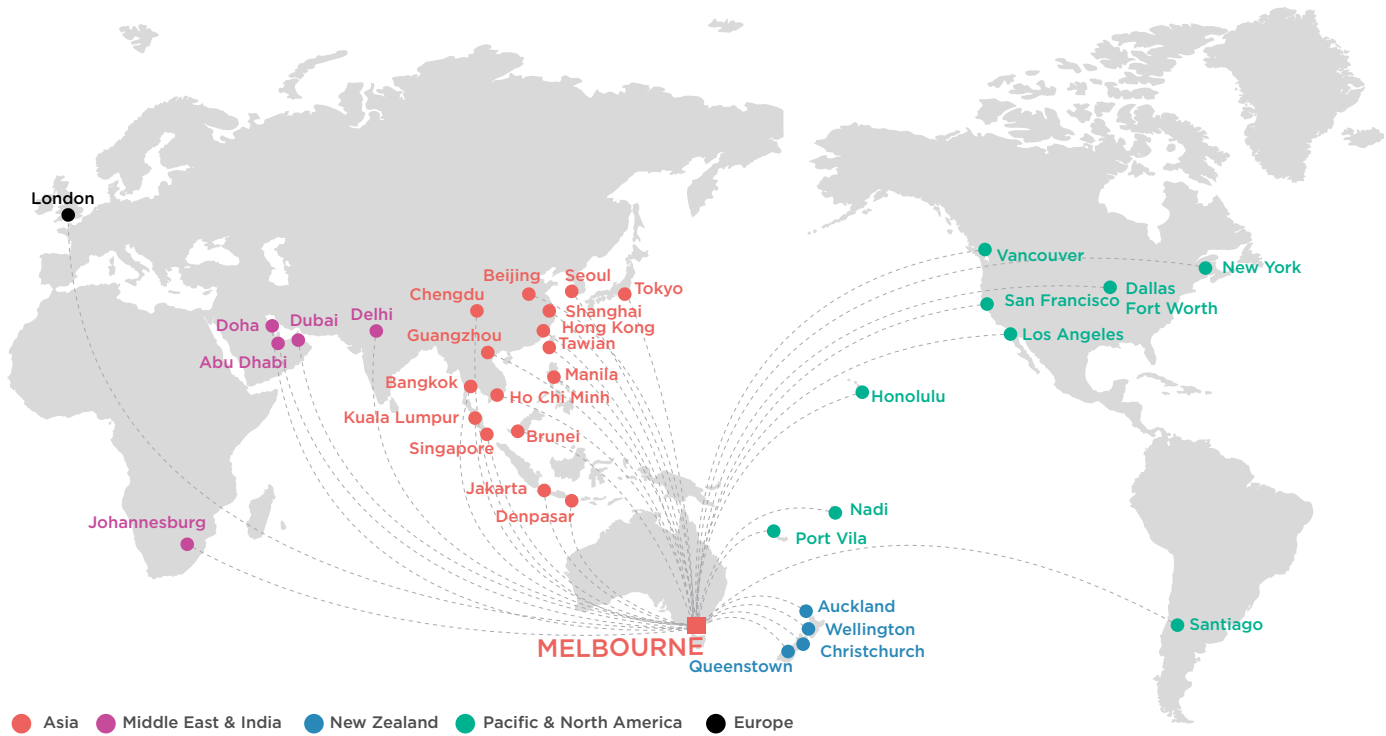 London
Vancouver
New York
Beijing
Seoul
Tokyo
Chengdu
Dallas
Fort Worth
San Francisco
Doha
Dubai
Delhi
Shanghai
Hong Kong
Guangzhou
Tawian
Los Angeles
Abu Dhabi
Bangkok
Manila
Ho Chi Minh
Honolulu
Kuala Lumpur
Brunei
Singapore
Jakarta
Denpasar
Nadi
Port Vila
Johannesburg
Auckland
Wellington
Santiago
MELBOURNE
Christchurch
Queenstown
Asia
Middle East & India
New Zealand
Pacific & North America
Europe